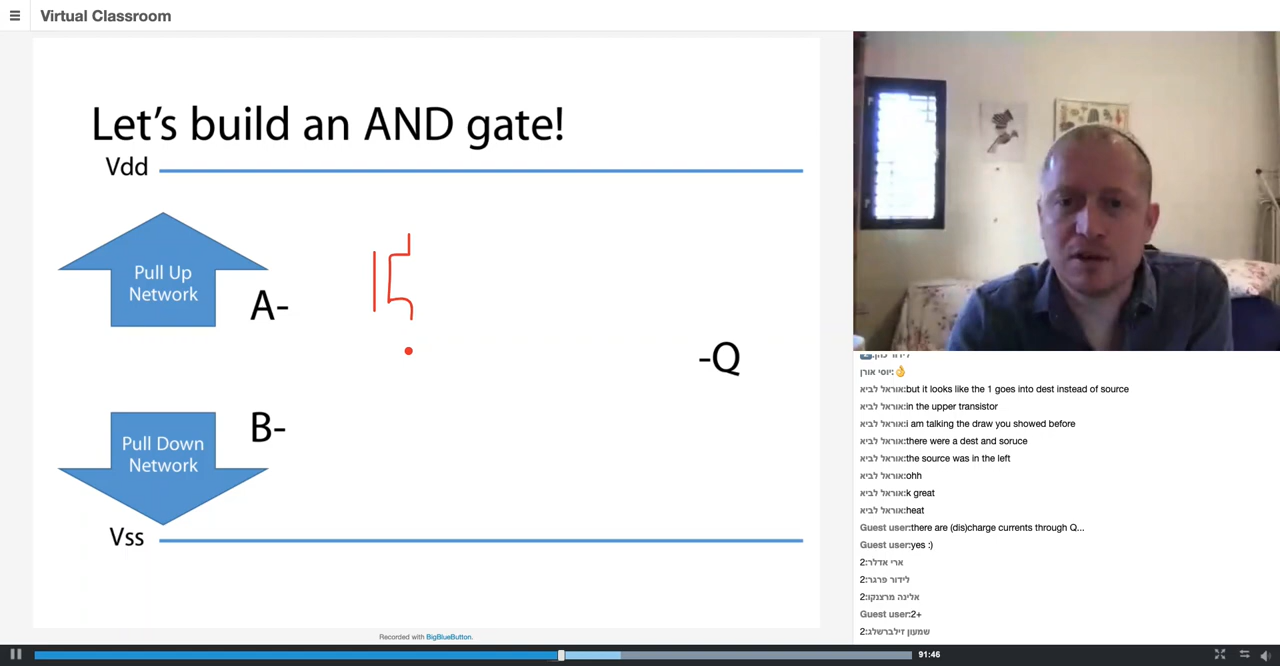 Virtual Classroom
Let's build an AND gate!
Vdd
Pull Up
Network
A-
-Q
Pull Down
Network
B-
Vss
Recorded with BigBlueButton.
יוסי אורן:👌
אוראל לביא:but it looks like the 1 goes into dest instead of source
אוראל לביא:in the upper transistor
אוראל לביא:i am talking the draw you showed before
אוראל לביא:there were a dest and soruce
אוראל לביא:the source was in the left
אוראל לביא:ohh
אוראל לביא:k great
אוראל לביא:heat
Guest user:there are (dis)charge currents through Q...
Guest user:yes :)
ארי אדלר:2
לידור פרגר:2
אלינה מרצנקו:2
Guest user:2+
שמעון זילברשלג:2
91:46